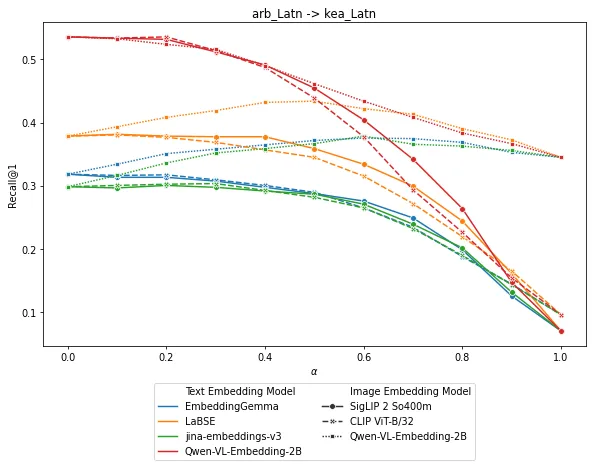 arb_Latn -> kea_Latn
Recall@1
0.5
0.4
0.3
0.2
0.1
0.0 0.2 0.4 0.6 0.8 1.0
α
Text Embedding Model Image Embedding Model
EmbeddingGemma SigLIP 2 So400m
LaBSE CLIP ViT-B/32
jina-embeddings-v3 Qwen-VL-Embedding-2B
Qwen-VL-Embedding-2B